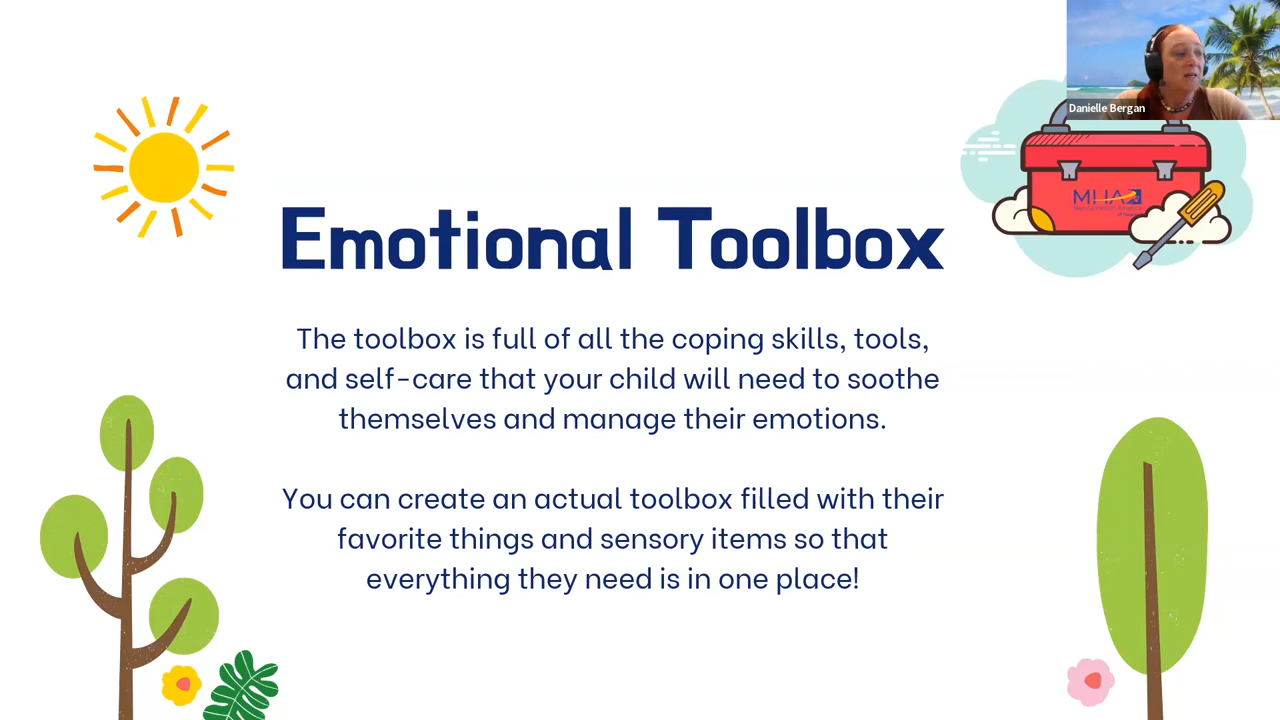 Danielle Bergan
MHA
Emotional Toolbox
The toolbox is full of all the coping skills, tools,
and self-care that your child will need to soothe
themselves and manage their emotions.
You can create an actual toolbox filled with their
favorite things and sensory items so that
everything they need is in one place!